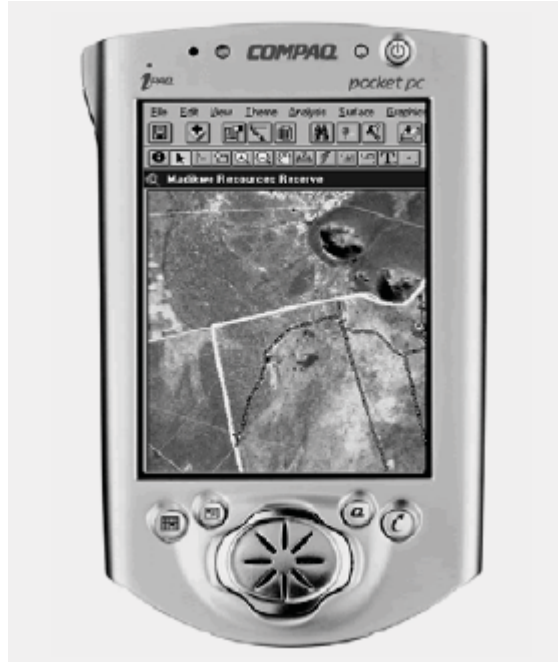 COMPAQ
iPAQ pocket pc
File Edit View Theme Analysis Surface Graphics
T
Madikwe Resources Reserve
a